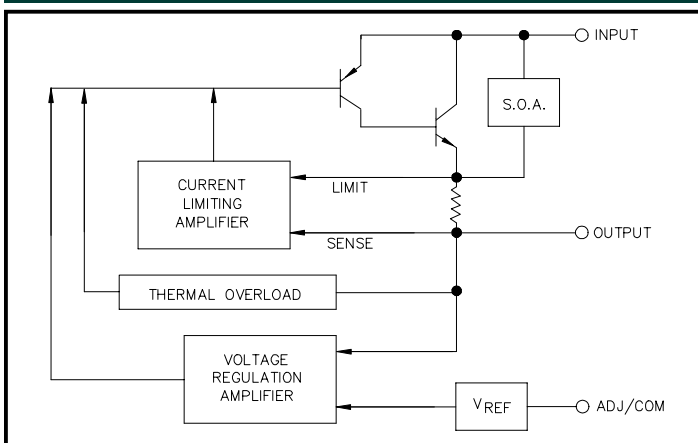 INPUT
S.O.A.
CURRENT
LIMITING
AMPLIFIER
LIMIT
SENSE
OUTPUT
THERMAL OVERLOAD
VOLTAGE
REGULATION
AMPLIFIER
VREF
ADJ/COM